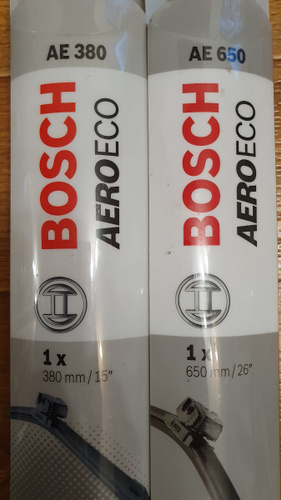 AE 380
BOSCH
AEROECO
1 x
380 mm / 15"
AE 650
BOSCH
AEROECO
1 x
650 mm / 26"